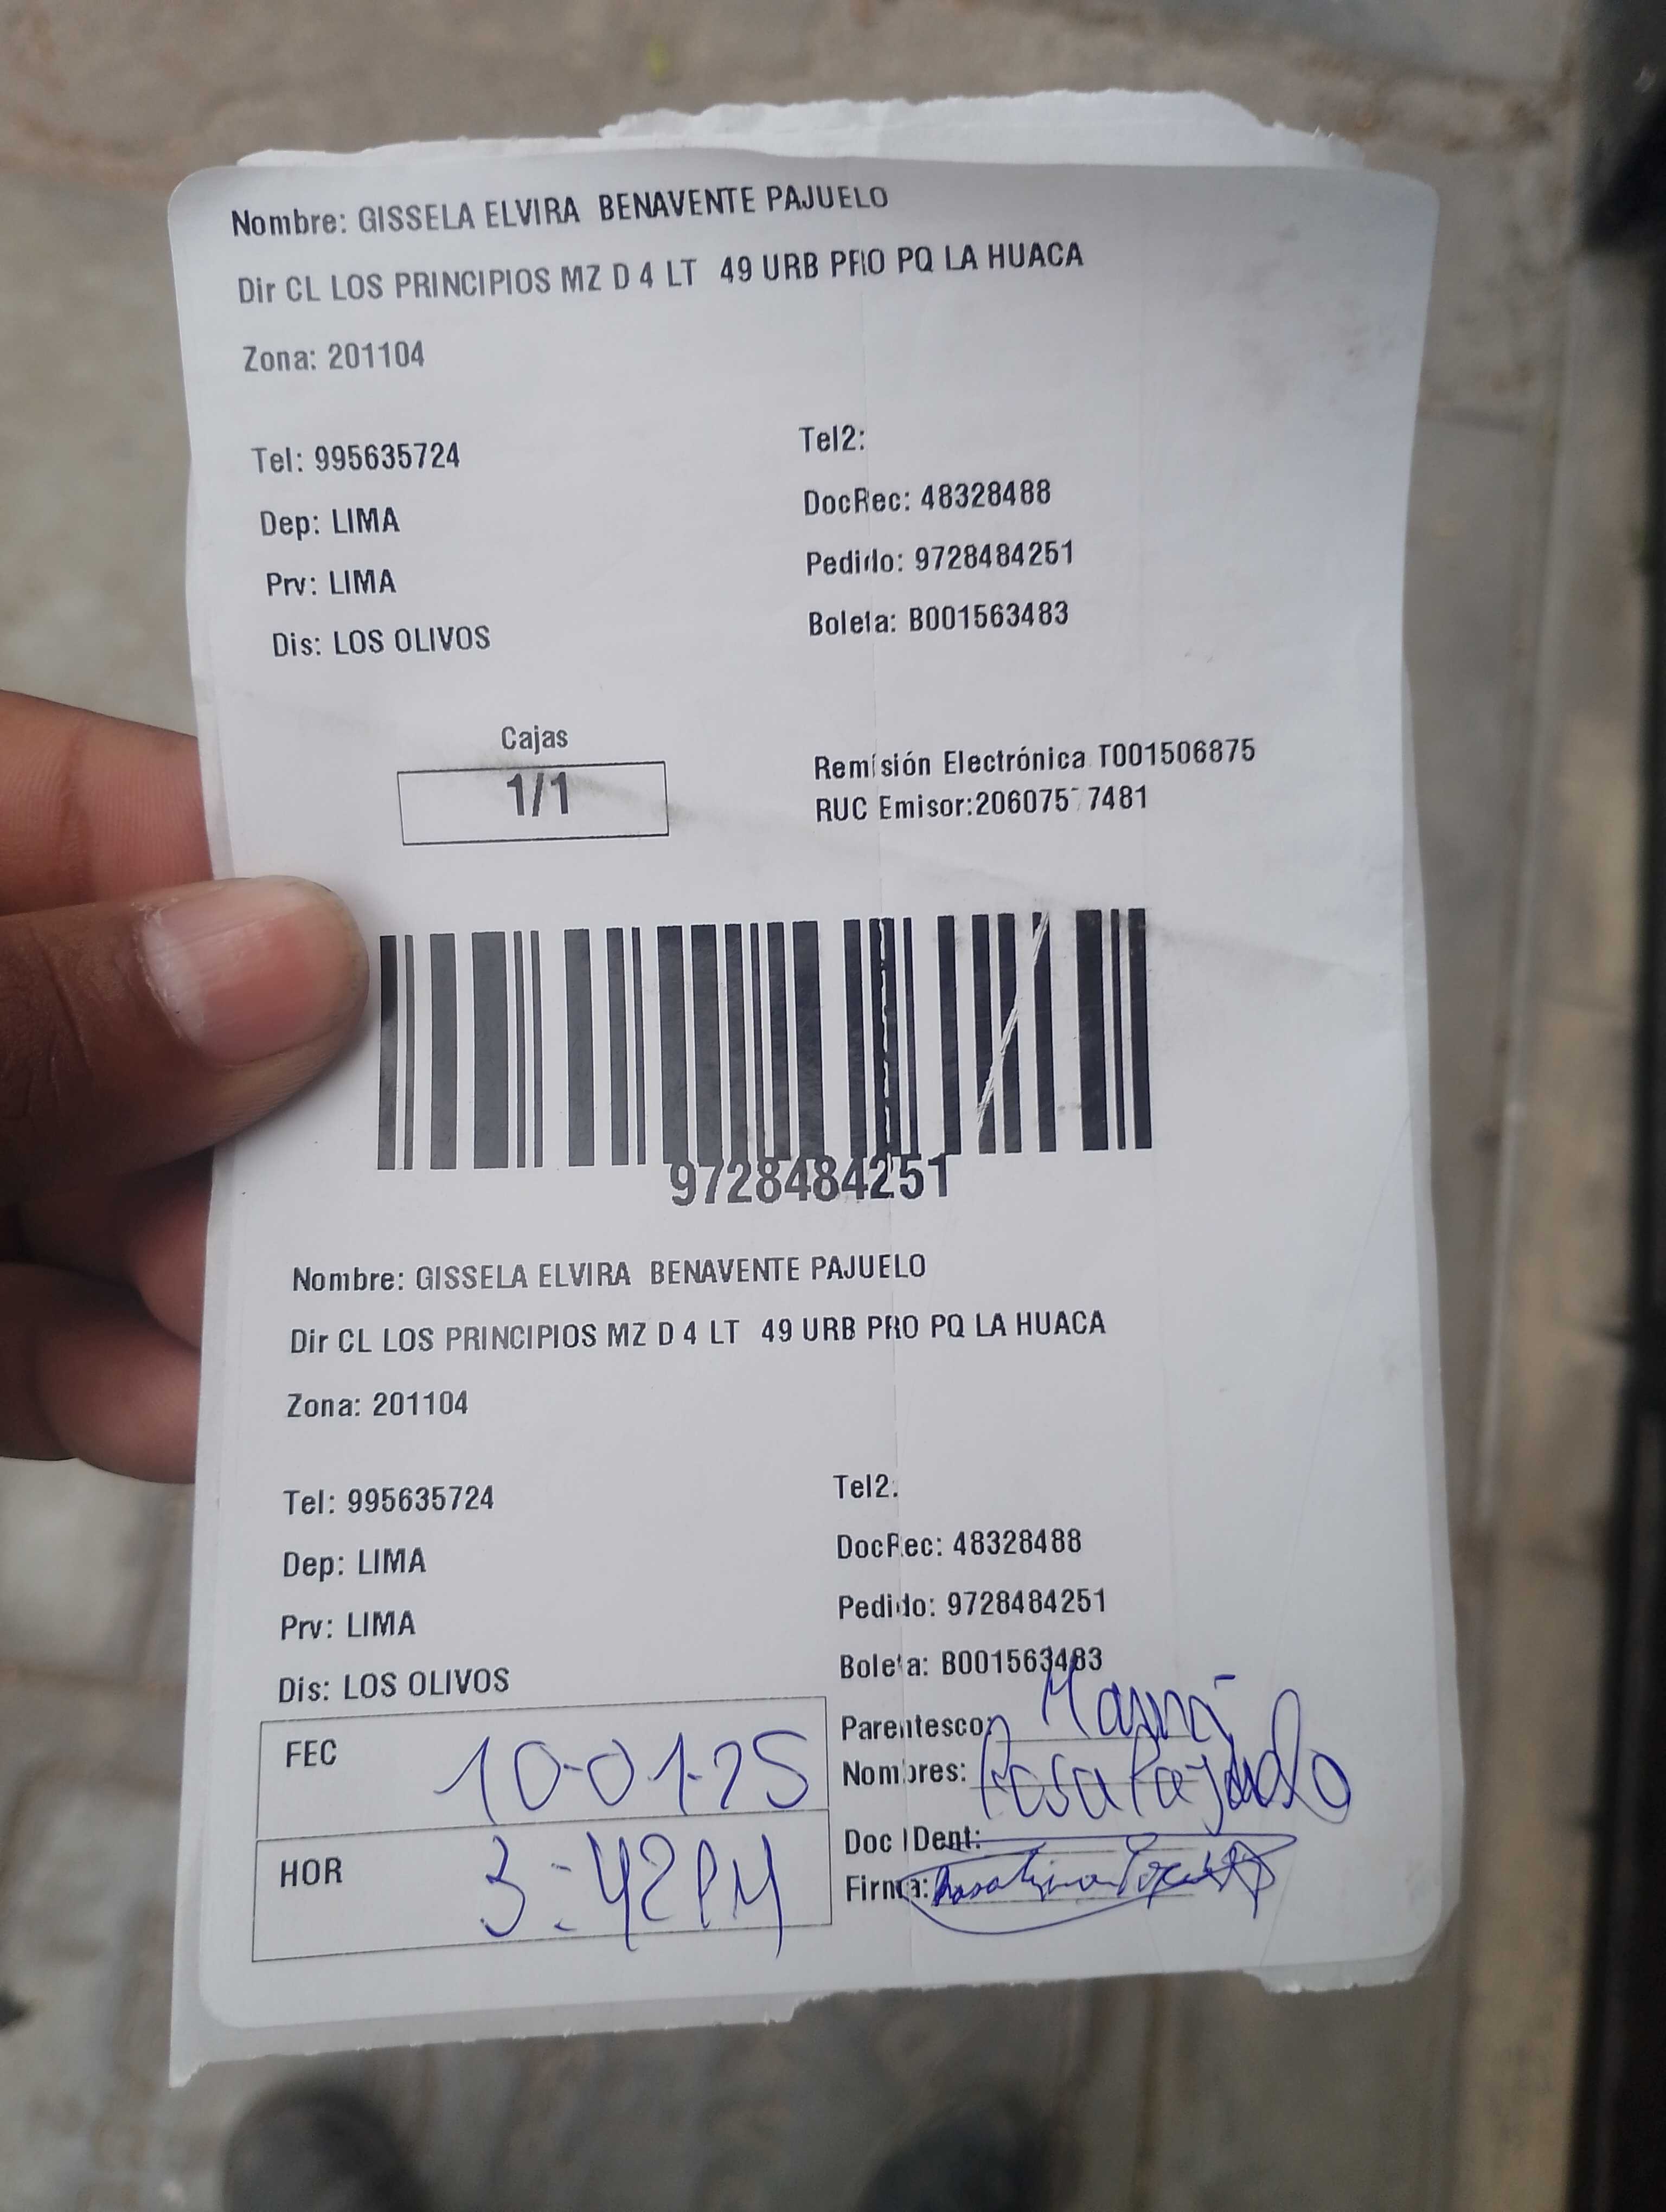 Nombre: GISSELA ELVIRA BENAVENTE PAJUELO
Dir CL LOS PRINCIPIOS MZ D 4 LT 49 URB PRO PQ LA HUACA
Zona: 201104
Tel: 995635724 Tel2:
Dep: LIMA DocRec: 48328488
Prv: LIMA Pedido: 9728484251
Dis: LOS OLIVOS Boleta: B001563483
Cajas
1/1
Remisión Electrónica T001506875
RUC Emisor:
9728484251
Nombre: GISSELA ELVIRA BENAVENTE PAJUELO
Dir CL LOS PRINCIPIOS MZ D 4 LT 49 URB PRO PQ LA HUACA
Zona: 201104
Tel: 995635724 Tel2:
Dep: LIMA DocRec: 48328488
Prv: LIMA Pedido: 9728484251
Dis: LOS OLIVOS Boleta: B001563483
Parentesco: Mamá
FEC 10-01-25 Nombres: Rosa Pajuelo
Doc IDent:
HOR 3:42 PM Firma: